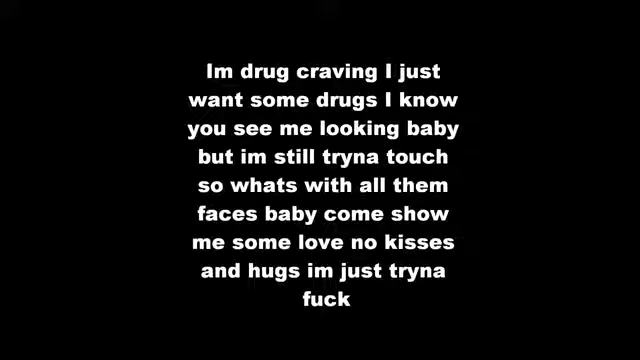 Im drug craving I just
want some drugs I know
you see me looking baby
but im still tryna touch
so whats with all them
faces baby come show
me some love no kisses
and hugs im just tryna
fuck